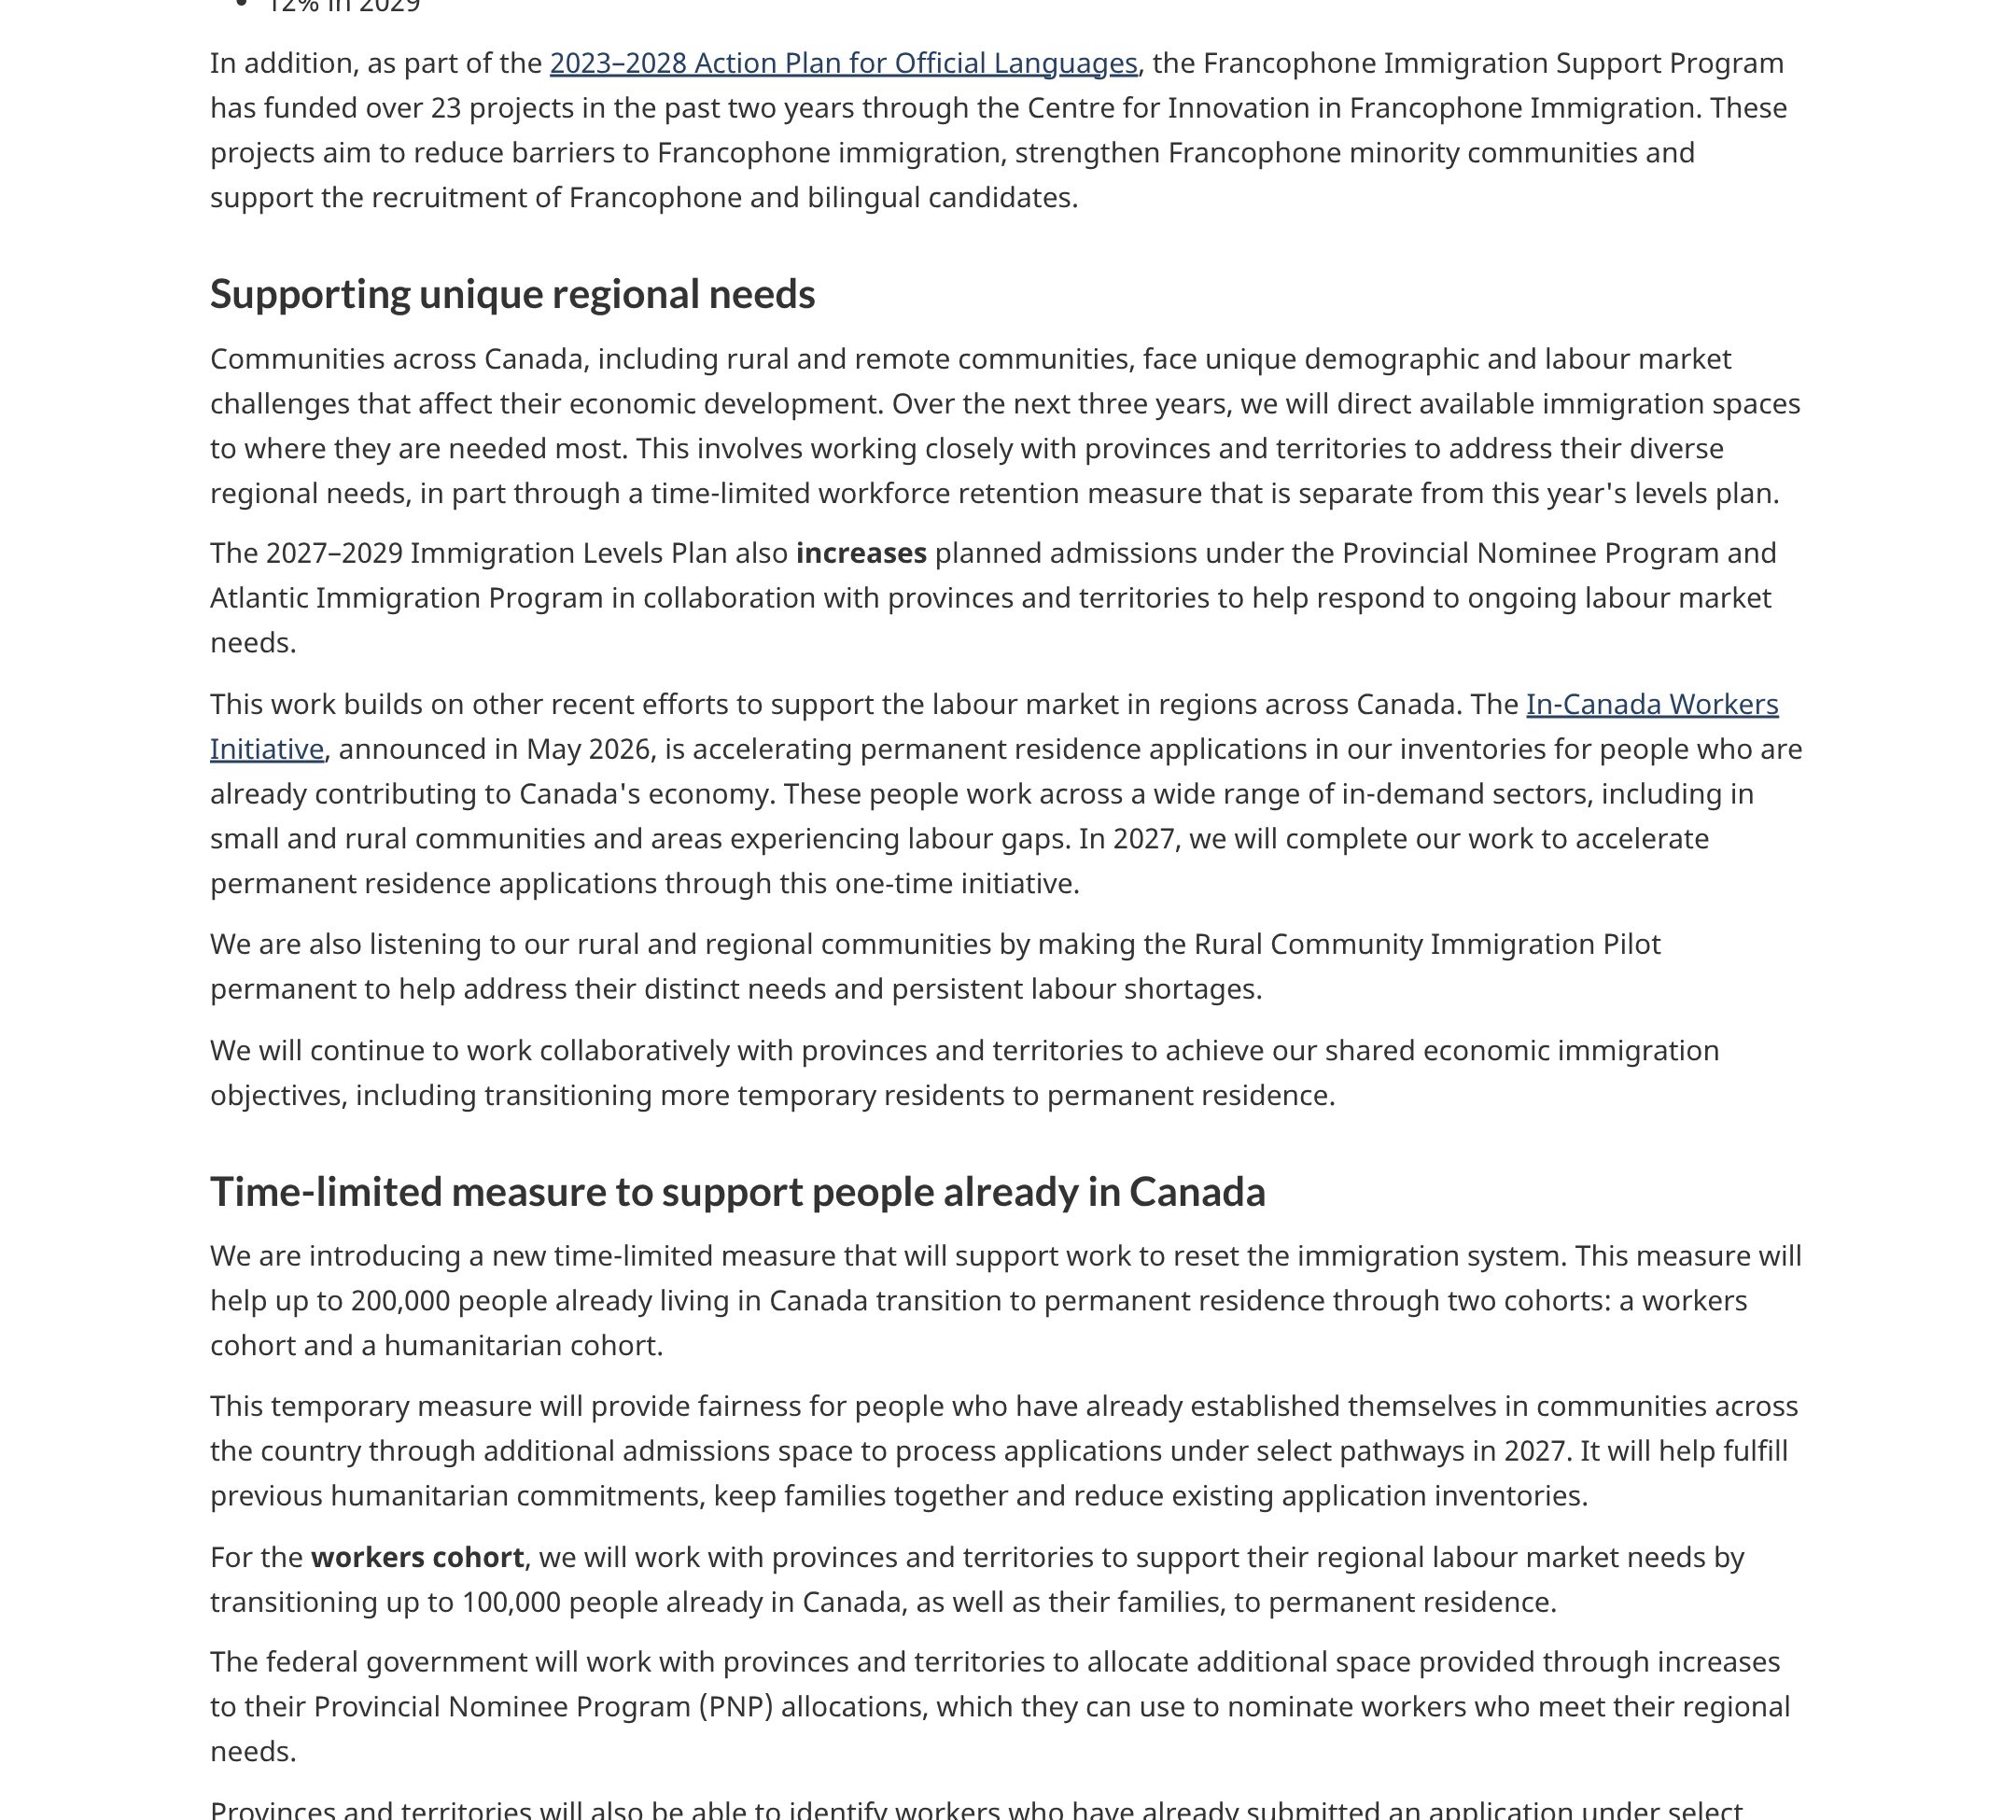 • 12% in 2029
In addition, as part of the 2023–2028 Action Plan for Official Languages, the Francophone Immigration Support Program
has funded over 23 projects in the past two years through the Centre for Innovation in Francophone Immigration. These
projects aim to reduce barriers to Francophone immigration, strengthen Francophone minority communities and
support the recruitment of Francophone and bilingual candidates.
Supporting unique regional needs
Communities across Canada, including rural and remote communities, face unique demographic and labour market
challenges that affect their economic development. Over the next three years, we will direct available immigration spaces
to where they are needed most. This involves working closely with provinces and territories to address their diverse
regional needs, in part through a time-limited workforce retention measure that is separate from this year's levels plan.
The 2027–2029 Immigration Levels Plan also increases planned admissions under the Provincial Nominee Program and
Atlantic Immigration Program in collaboration with provinces and territories to help respond to ongoing labour market
needs.
This work builds on other recent efforts to support the labour market in regions across Canada. The In-Canada Workers
Initiative, announced in May 2026, is accelerating permanent residence applications in our inventories for people who are
already contributing to Canada's economy. These people work across a wide range of in-demand sectors, including in
small and rural communities and areas experiencing labour gaps. In 2027, we will complete our work to accelerate
permanent residence applications through this one-time initiative.
We are also listening to our rural and regional communities by making the Rural Community Immigration Pilot
permanent to help address their distinct needs and persistent labour shortages.
We will continue to work collaboratively with provinces and territories to achieve our shared economic immigration
objectives, including transitioning more temporary residents to permanent residence.
Time-limited measure to support people already in Canada
We are introducing a new time-limited measure that will support work to reset the immigration system. This measure will
help up to 200,000 people already living in Canada transition to permanent residence through two cohorts: a workers
cohort and a humanitarian cohort.
This temporary measure will provide fairness for people who have already established themselves in communities across
the country through additional admissions space to process applications under select pathways in 2027. It will help fulfill
previous humanitarian commitments, keep families together and reduce existing application inventories.
For the workers cohort, we will work with provinces and territories to support their regional labour market needs by
transitioning up to 100,000 people already in Canada, as well as their families, to permanent residence.
The federal government will work with provinces and territories to allocate additional space provided through increases
to their Provincial Nominee Program (PNP) allocations, which they can use to nominate workers who meet their regional
needs.
Provinces and territories will also be able to identify workers who have already submitted an application under select